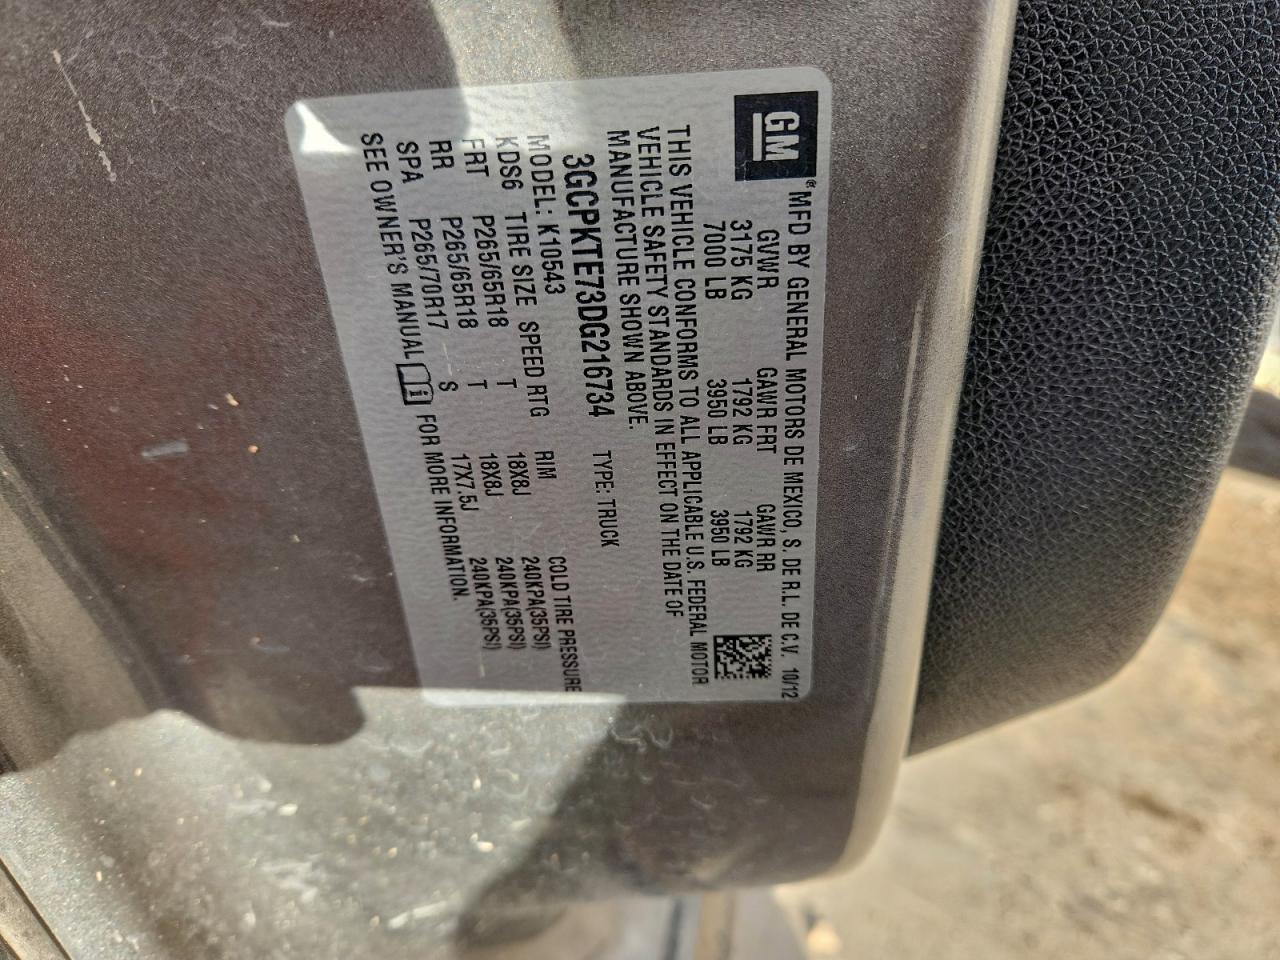 GM® MFD BY GENERAL MOTORS DE MEXICO, S. DE R.L. DE C.V. 10/12
GVWR GAWR FRT GAWR RR
3175 KG 1792 KG 1792 KG
7000 LB 3950 LB 3950 LB
THIS VEHICLE CONFORMS TO ALL APPLICABLE U.S. FEDERAL MOTOR
VEHICLE SAFETY STANDARDS IN EFFECT ON THE DATE OF
MANUFACTURE SHOWN ABOVE.
3GCPKTE73DG216734 TYPE: TRUCK
MODEL: K10543
KDS6 TIRE SIZE SPEED RTG RIM COLD TIRE PRESSURE
FRT P265/65R18 T 18X8J 240KPA(35PSI)
RR P265/65R18 T 18X8J 240KPA(35PSI)
SPA P265/70R17 S 17X7.5J 240KPA(35PSI)
SEE OWNER'S MANUAL i FOR MORE INFORMATION.